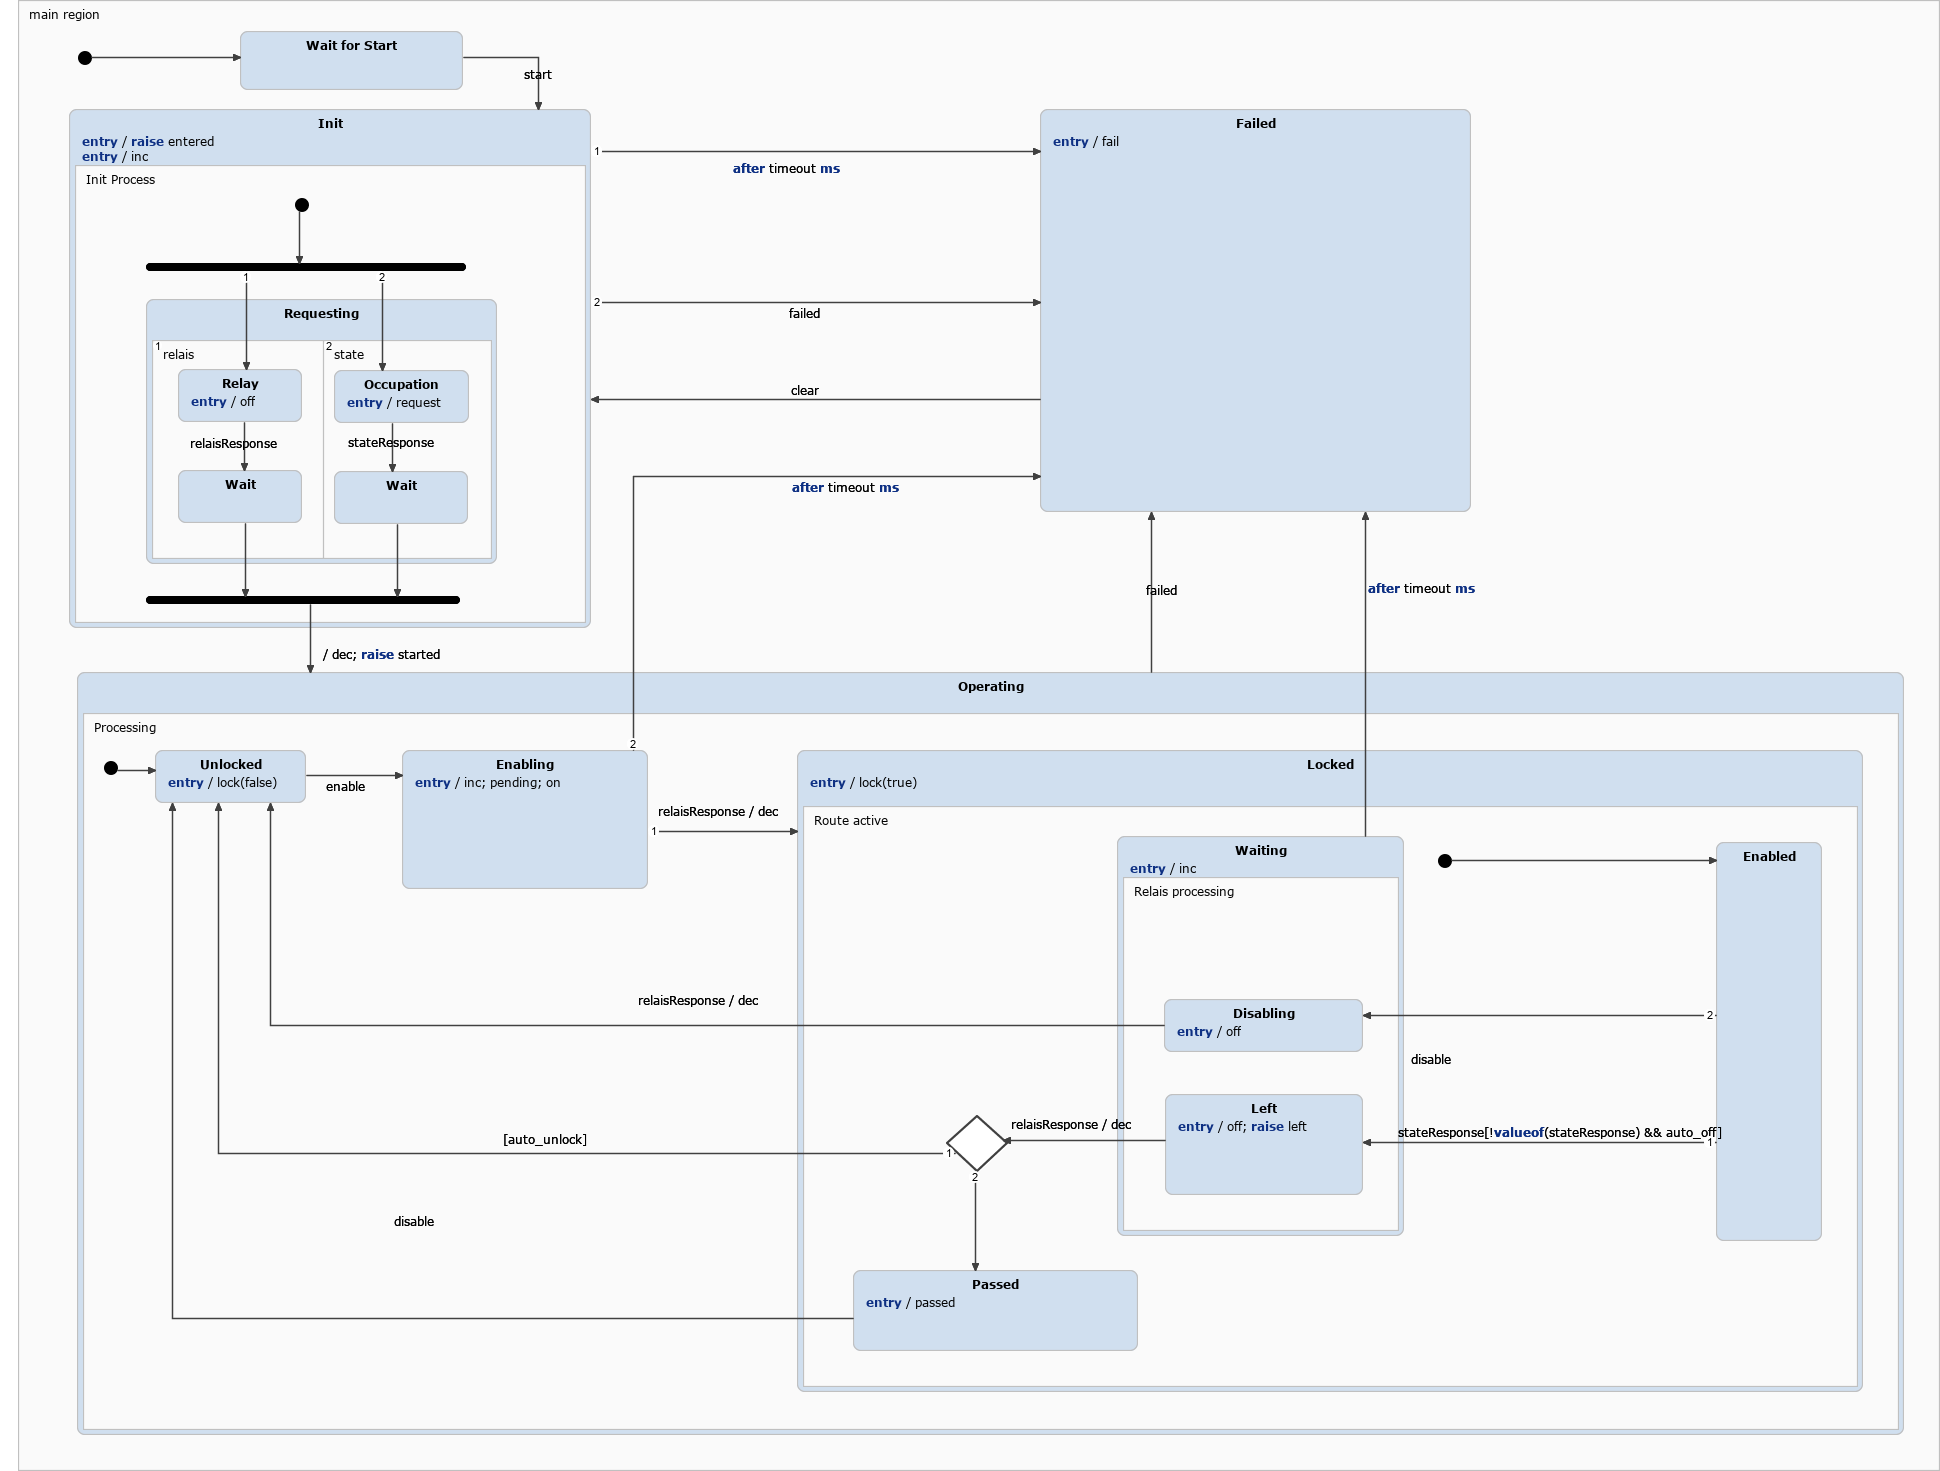 main region
Wait for Start
start
Init
entry / raise entered
entry / inc
Init Process
1
2
Requesting
1
relais
2
state
Relay
entry / off
Occupation
entry / request
relaisResponse
stateResponse
Wait
Wait
/ dec; raise started
1
after timeout ms
2
failed
clear
after timeout ms
Failed
entry / fail
failed
after timeout ms
Operating
Processing
Unlocked
entry / lock(false)
enable
Enabling
entry / inc; pending; on
2
relaisResponse / dec
1
Locked
entry / lock(true)
Route active
Waiting
entry / inc
Relais processing
Enabled
relaisResponse / dec
Disabling
entry / off
2
disable
Left
entry / off; raise left
relaisResponse / dec
stateResponse[!valueof(stateResponse) && auto_off]
1
[auto_unlock]
1
2
disable
Passed
entry / passed